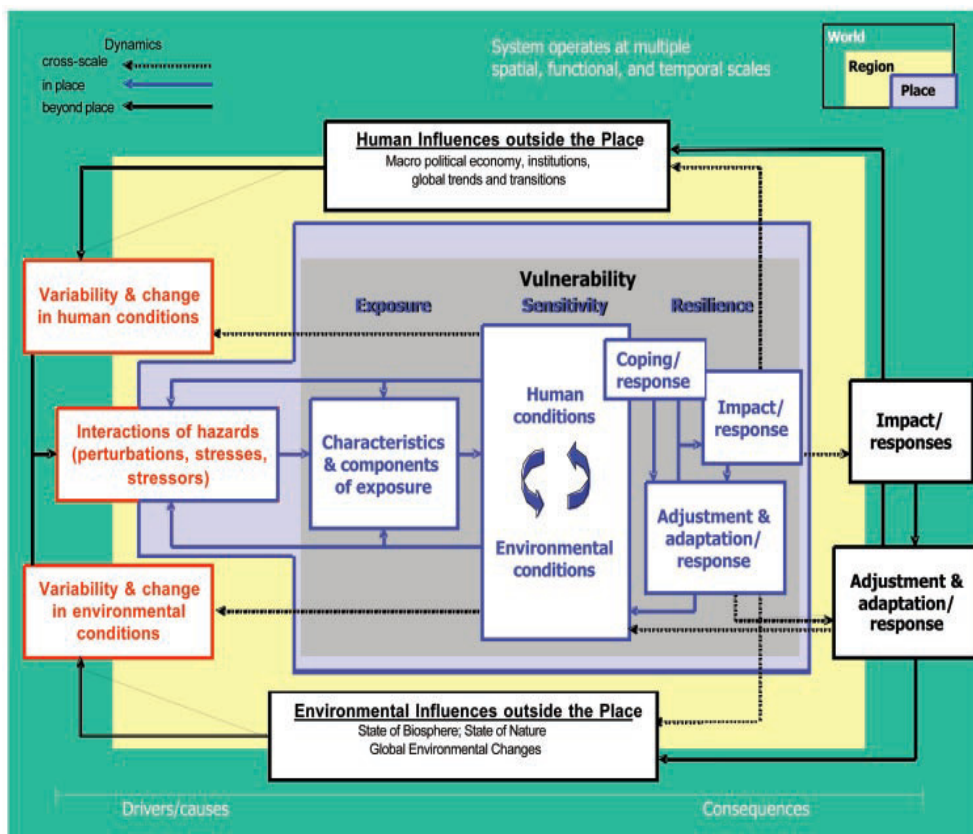 Dynamics
cross-scale
in place
beyond place
System operates at multiple
spatial, functional, and temporal scales
World
Region
Place
Human Influences outside the Place
Macro political economy, institutions,
global trends and transitions
Variability & change
in human conditions
Vulnerability
Exposure
Sensitivity
Resilience
Coping/
response
Human
conditions
Impact/
response
Impact/
responses
Interactions of hazards
(perturbations, stresses,
stressors)
Characteristics
& components
of exposure
Environmental
conditions
Adjustment &
adaptation/
response
Adjustment &
adaptation/
response
Variability & change
in environmental
conditions
Environmental Influences outside the Place
State of Biosphere; State of Nature
Global Environmental Changes
Drivers/causes
Consequences